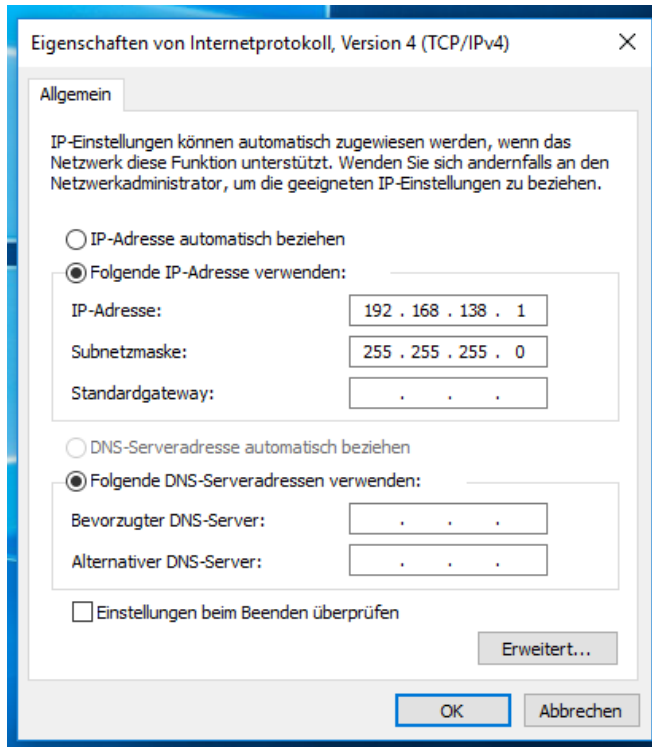 Eigenschaften von Internetprotokoll, Version 4 (TCP/IPv4)
Allgemein
IP-Einstellungen können automatisch zugewiesen werden, wenn das
Netzwerk diese Funktion unterstützt. Wenden Sie sich andernfalls an den
Netzwerkadministrator, um die geeigneten IP-Einstellungen zu beziehen.
IP-Adresse automatisch beziehen
Folgende IP-Adresse verwenden:
IP-Adresse: 192 . 168 . 138 . 1
Subnetzmaske: 255 . 255 . 255 . 0
Standardgateway: . . .
DNS-Serveradresse automatisch beziehen
Folgende DNS-Serveradressen verwenden:
Bevorzugter DNS-Server: . . .
Alternativer DNS-Server: . . .
Einstellungen beim Beenden überprüfen
Erweitert...
OK Abbrechen